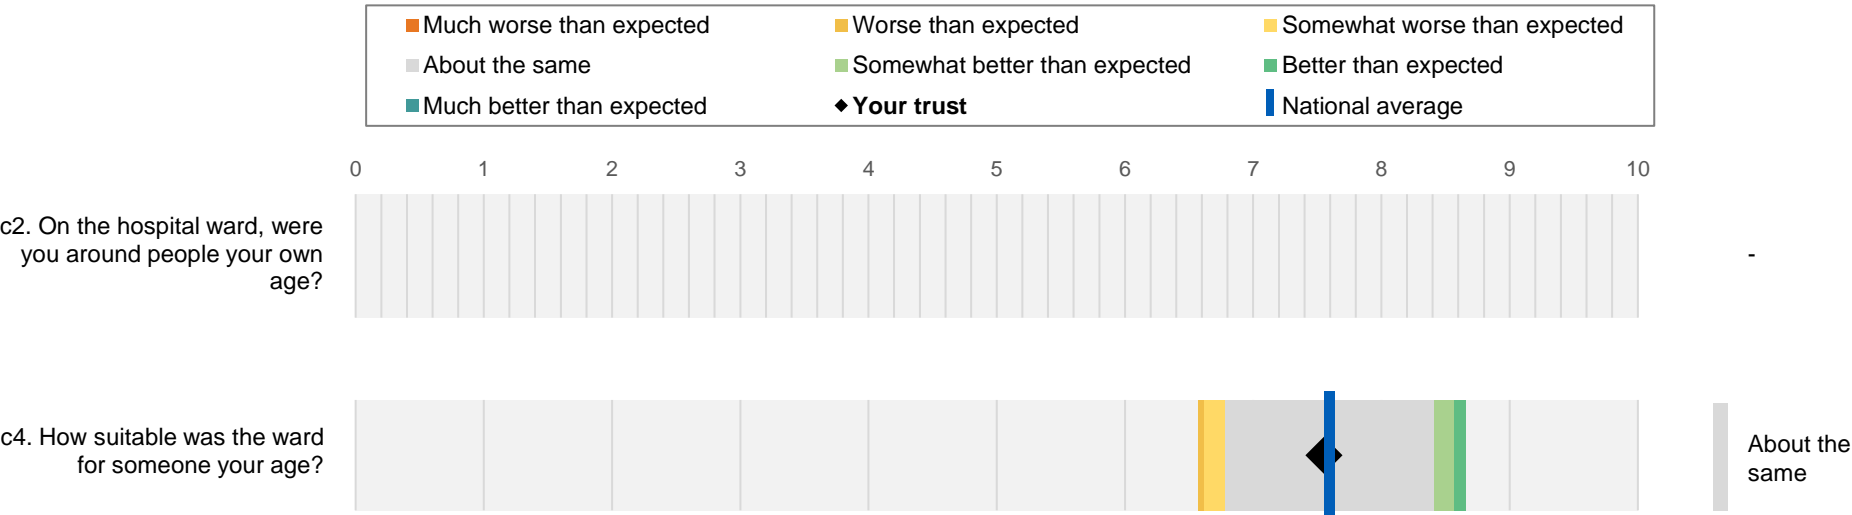 Much worse than expected
Worse than expected
Somewhat worse than expected
About the same
Somewhat better than expected
Better than expected
Much better than expected
Your trust
National average
0 1 2 3 4 5 6 7 8 9 10
c2. On the hospital ward, were
you around people your own
age?
-
c4. How suitable was the ward
for someone your age?
About the
same